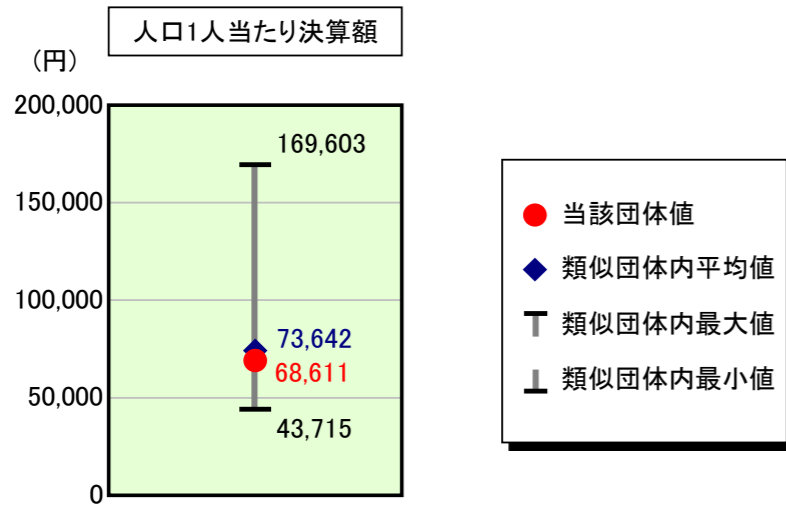 人口1人当たり決算額
(円)
200,000
169,603
150,000
100,000
73,642
68,611
50,000
43,715
0
当該団体値
類似団体内平均値
類似団体内最大値
類似団体内最小値